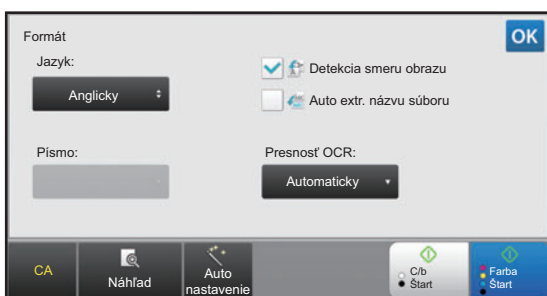 Formát
OK
Jazyk:
Detekcia smeru obrazu
Anglicky
Auto extr. názvu súboru
Písmo:
Presnosť OCR:
Automaticky
CA
Náhľad
Auto
nastavenie
C/b
Štart
Farba
Štart